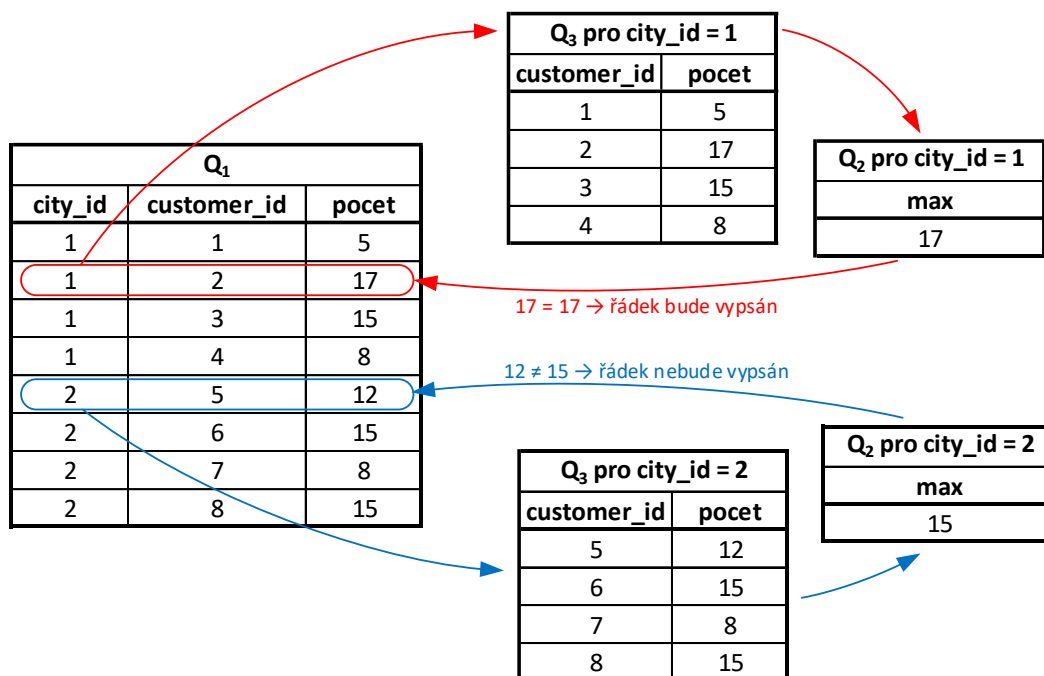 Q₃ pro city_id = 1
customer_id pocet
1 5
2 17
3 15
4 8
Q₁
city_id customer_id pocet
1 1 5
1 2 17
1 3 15
1 4 8
2 5 12
2 6 15
2 7 8
2 8 15
Q₂ pro city_id = 1
max
17
17 = 17 → řádek bude vypsán
12 ≠ 15 → řádek nebude vypsán
Q₃ pro city_id = 2
customer_id pocet
5 12
6 15
7 8
8 15
Q₂ pro city_id = 2
max
15